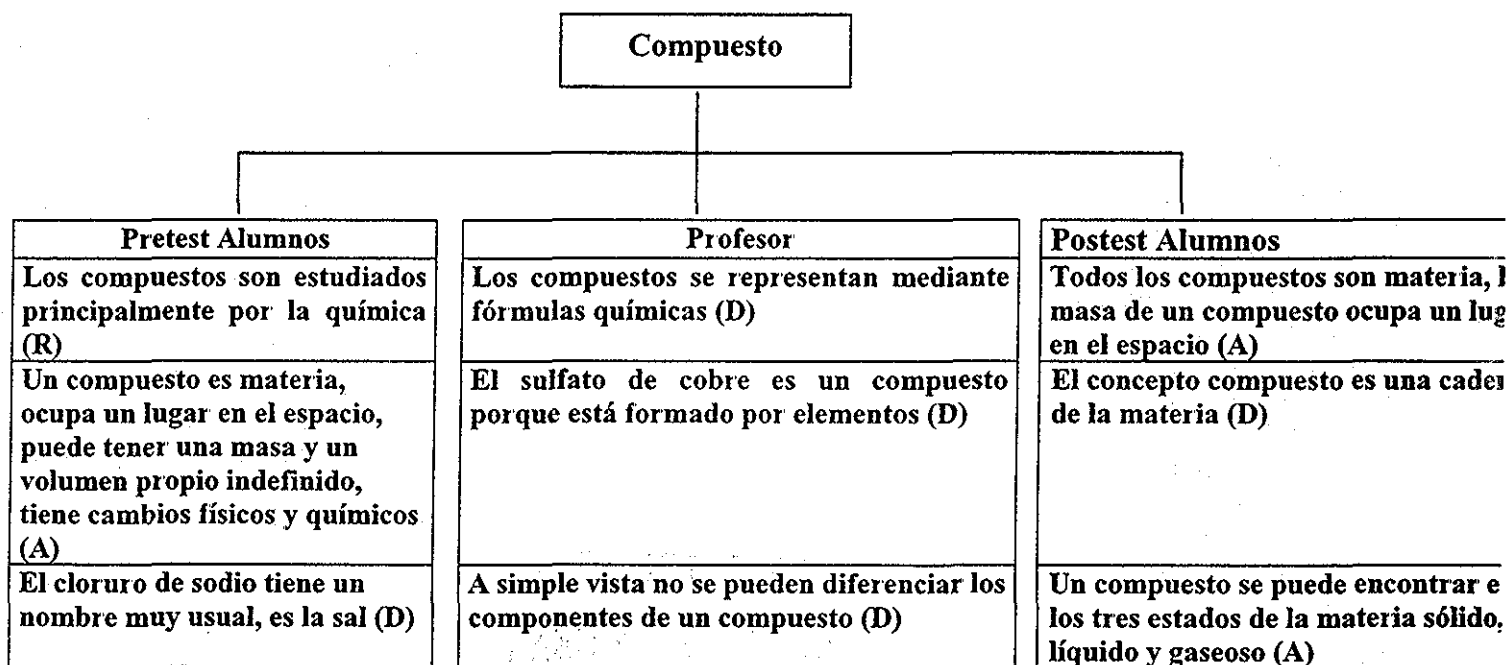 Compuesto
Pretest Alumnos
Los compuestos son estudiados
principalmente por la química
(R)
Un compuesto es materia,
ocupa un lugar en el espacio,
puede tener una masa y un
volumen propio indefinido,
tiene cambios físicos y químicos
(A)
El cloruro de sodio tiene un
nombre muy usual, es la sal (D)
Profesor
Los compuestos se representan mediante
fórmulas químicas (D)
El sulfato de cobre es un compuesto
porque está formado por elementos (D)
A simple vista no se pueden diferenciar los
componentes de un compuesto (D)
Postest Alumnos
Todos los compuestos son materia,
masa de un compuesto ocupa un
en el espacio (A)
El concepto compuesto es una
de la materia (D)
Un compuesto se puede encontrar
los tres estados de la materia sólido,
líquido y gaseoso (A)